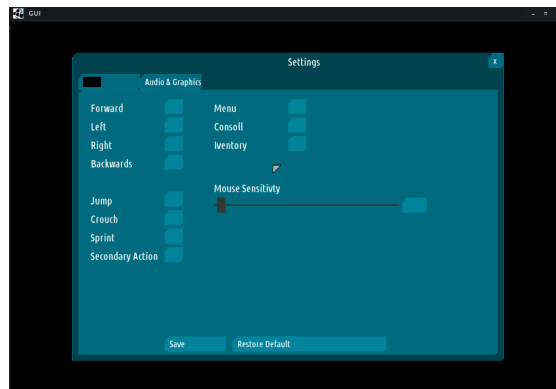 GUI
Settings
x
Audio & Graphics
Forward
Left
Right
Backwards
Jump
Crouch
Sprint
Secondary Action
Menu
Consoll
Iventory
Mouse Sensitivty
Save
Restore Default